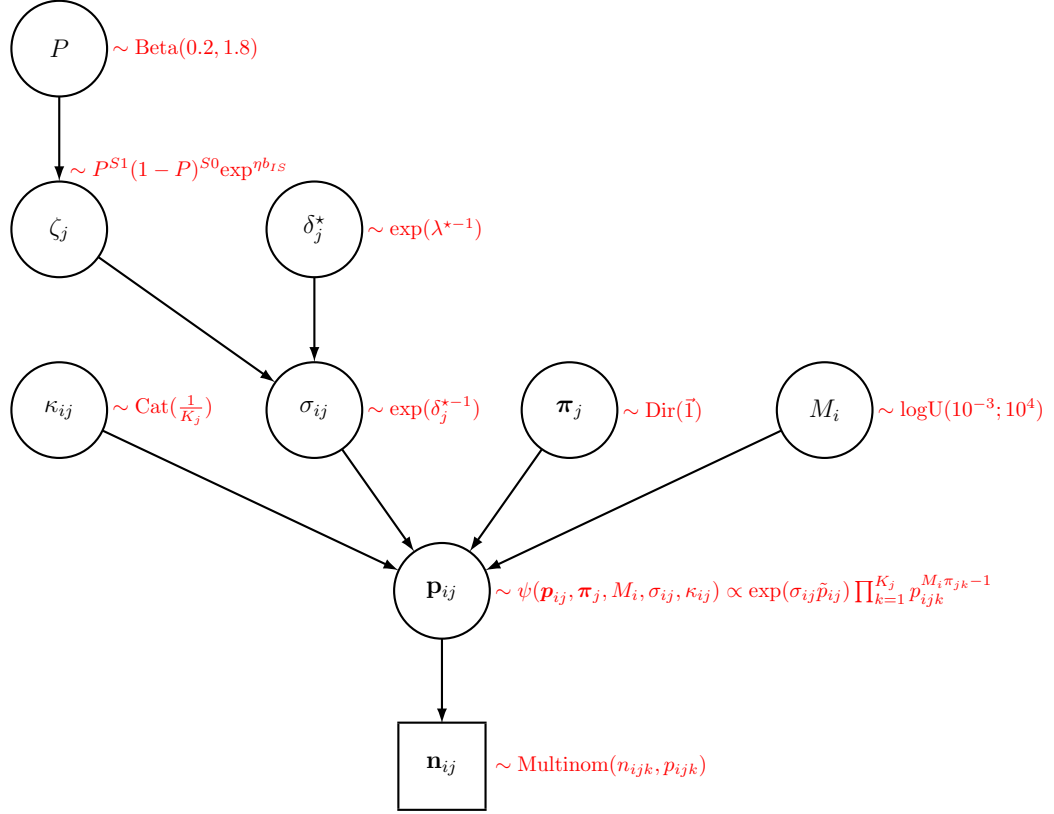 P ∼ Beta(0.2, 1.8)
∼ P^{S1}(1 − P)^{S0}exp^{ηb_{IS}}
ζ_j δ_j^⋆ ∼ exp(λ^{⋆−1})
κ_{ij} ∼ Cat(\frac{1}{K_j}) σ_{ij} ∼ exp(δ_j^{⋆−1}) π_j ∼ Dir(\vec{1}) M_i ∼ logU(10^{−3}; 10^4)
p_{ij} ∼ ψ(p_{ij}, π_j, M_i, σ_{ij}, κ_{ij}) ∝ exp(σ_{ij}\tilde{p}_{ij}) ∏_{k=1}^{K_j} p_{ijk}^{M_iπ_{jk}−1}
n_{ij} ∼ Multinom(n_{ijk}, p_{ijk})